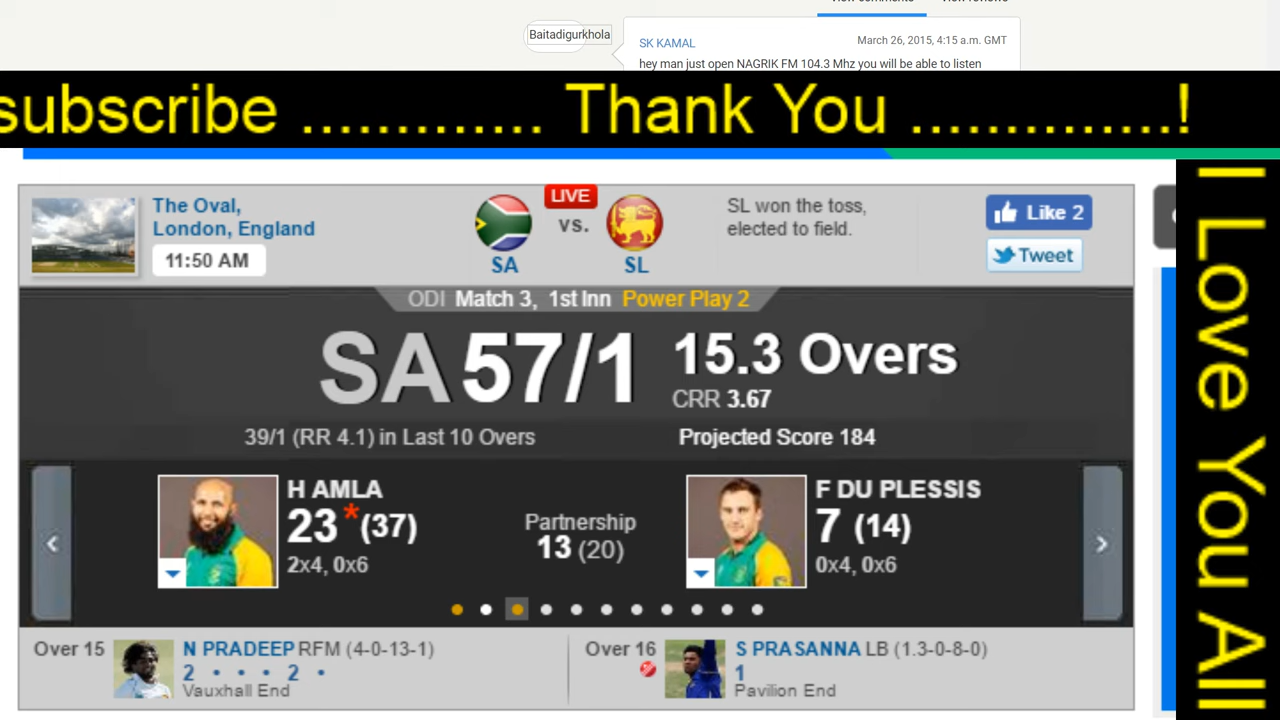 Baitadigurkhola
SK KAMAL
March 26, 2015, 4:15 a.m. GMT
hey man just open NAGRIK FM 104.3 Mhz you will be able to listen
subscribe ............. Thank You ..............!
I Love You All
The Oval,
London, England
11:50 AM
LIVE
vs.
SA
SL
SL won the toss,
elected to field.
Like 2
Tweet
ODI Match 3, 1st Inn Power Play 2
SA 57/1
15.3 Overs
CRR 3.67
39/1 (RR 4.1) in Last 10 Overs
Projected Score 184
H AMLA
23*(37)
2x4, 0x6
Partnership
13 (20)
F DU PLESSIS
7 (14)
0x4, 0x6
Over 15
N PRADEEP RFM (4-0-13-1)
2 • • • 2 •
Vauxhall End
Over 16
S PRASANNA LB (1.3-0-8-0)
1
Pavilion End